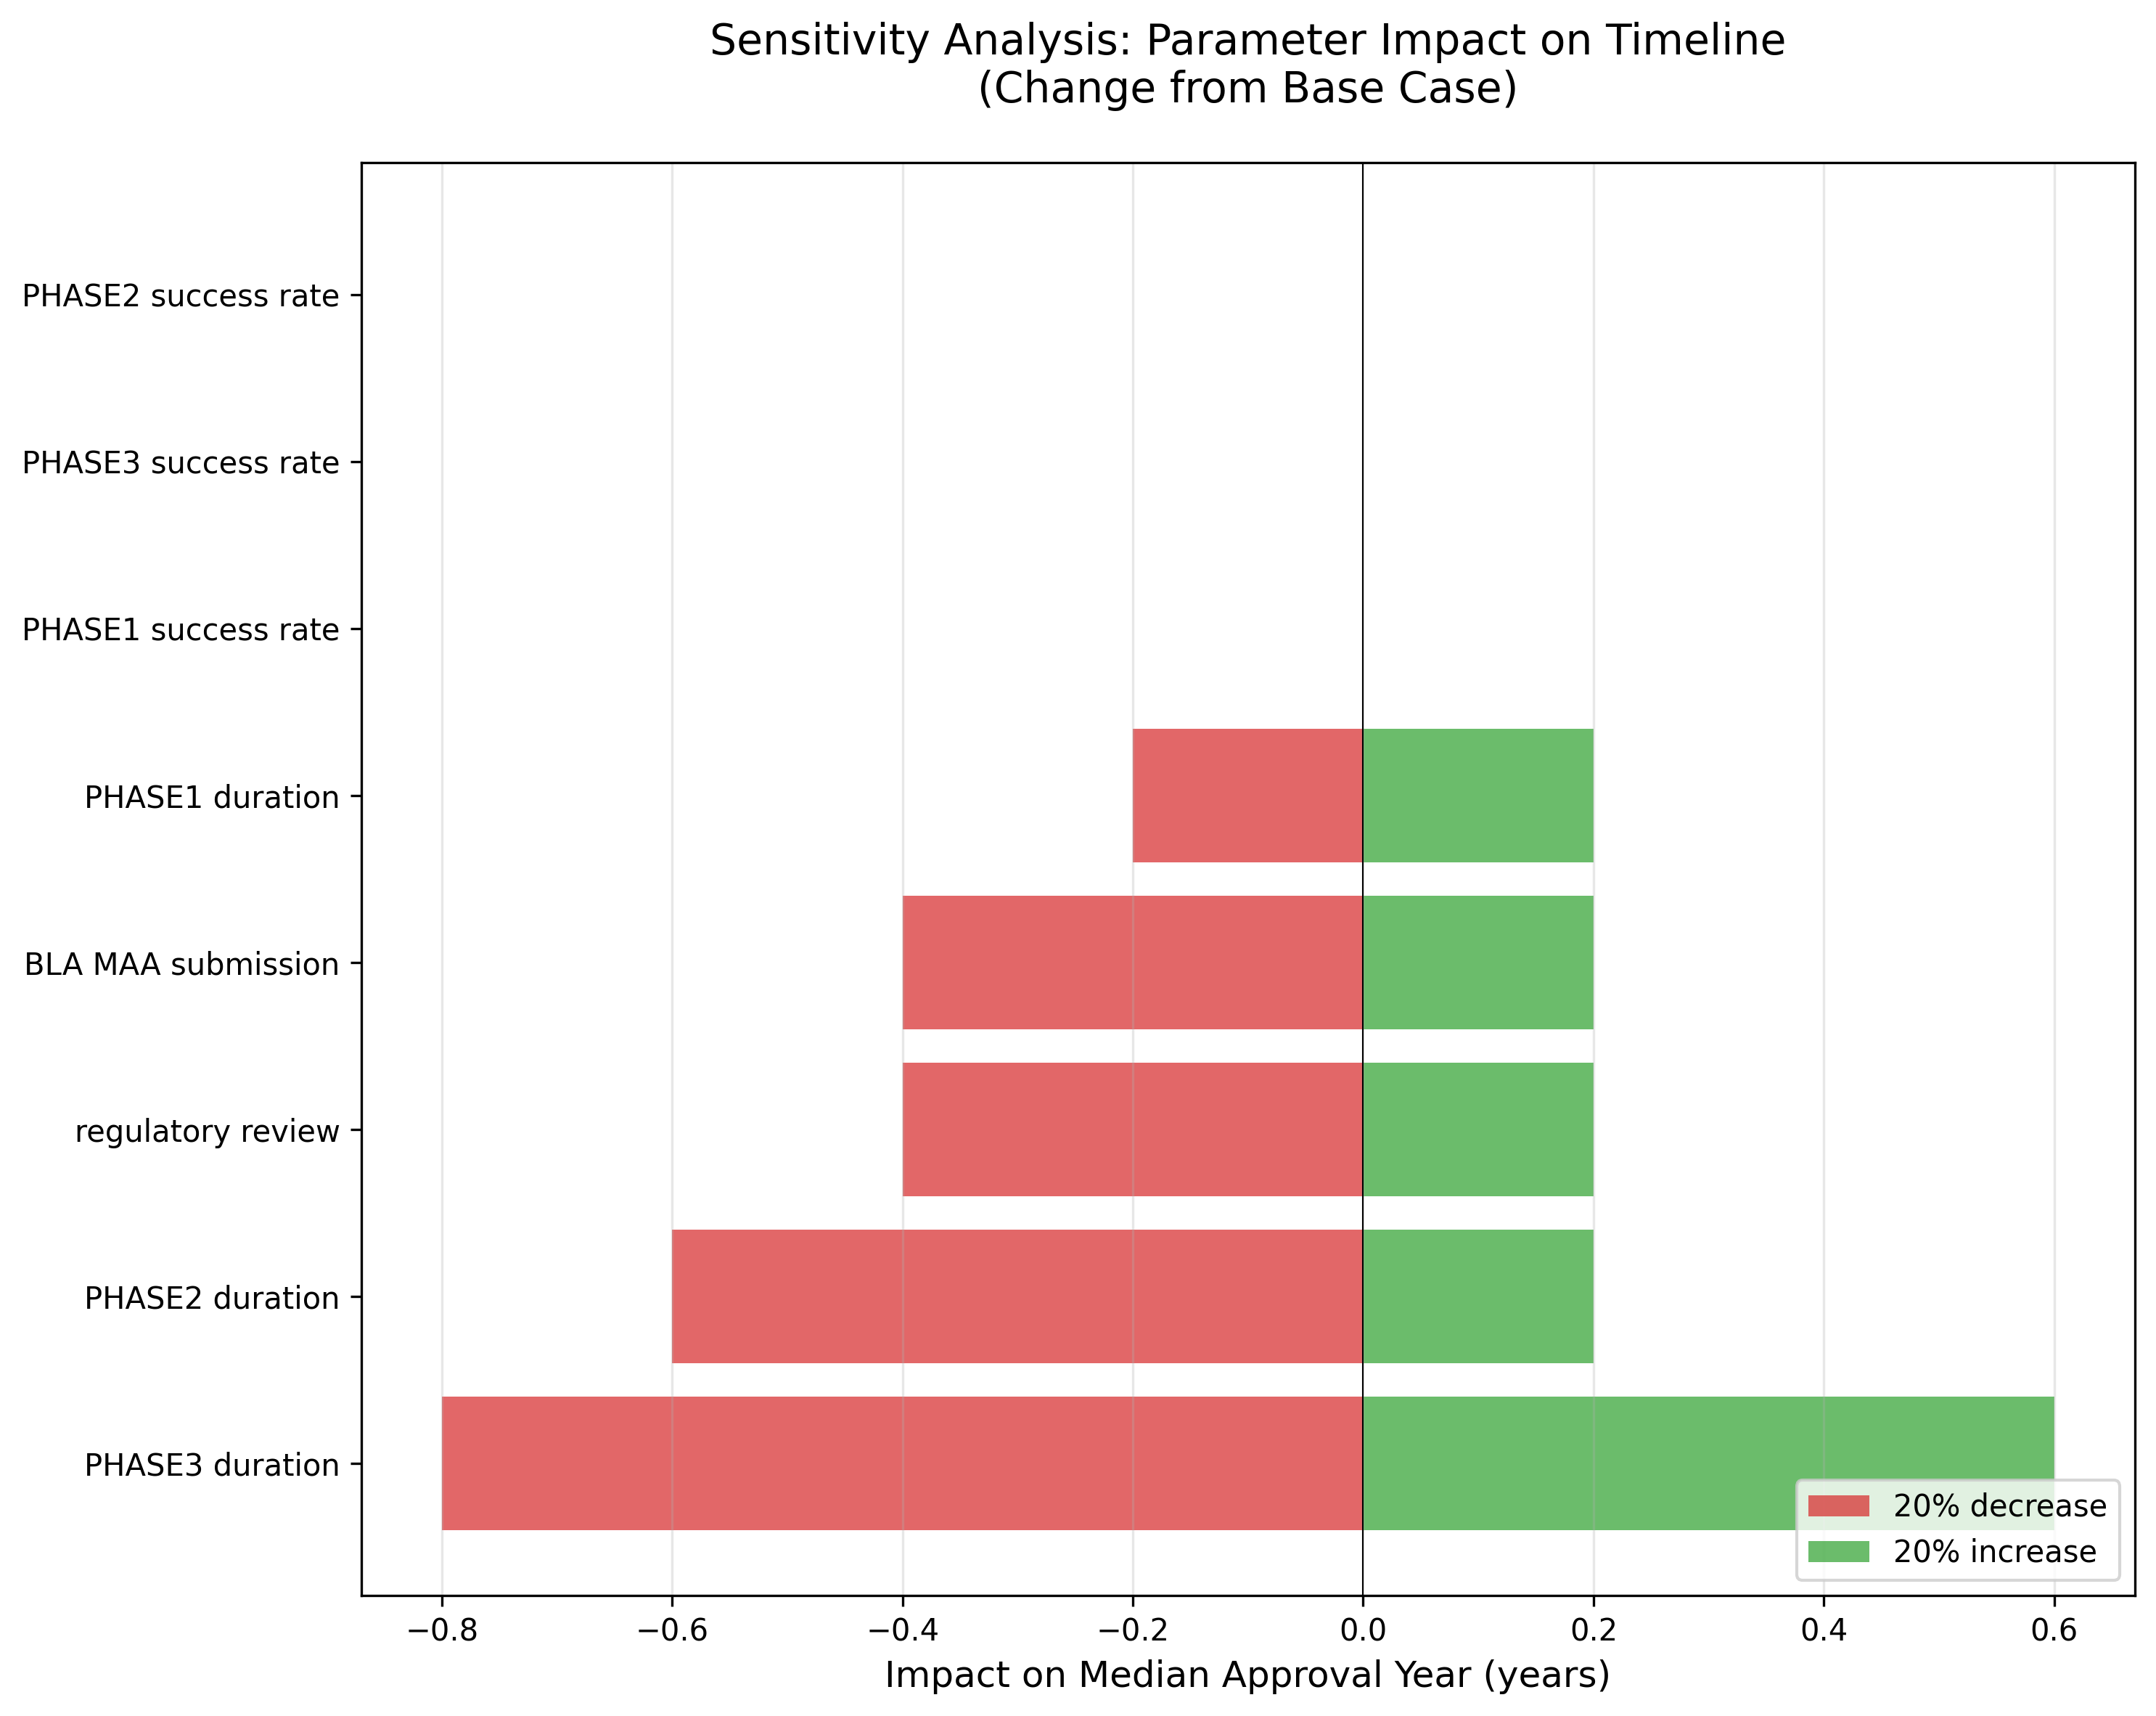 Sensitivity Analysis: Parameter Impact on Timeline
(Change from Base Case)
PHASE2 success rate
PHASE3 success rate
PHASE1 success rate
PHASE1 duration
BLA MAA submission
regulatory review
PHASE2 duration
PHASE3 duration
20% decrease
20% increase
−0.8 −0.6 −0.4 −0.2 0.0 0.2 0.4 0.6
Impact on Median Approval Year (years)